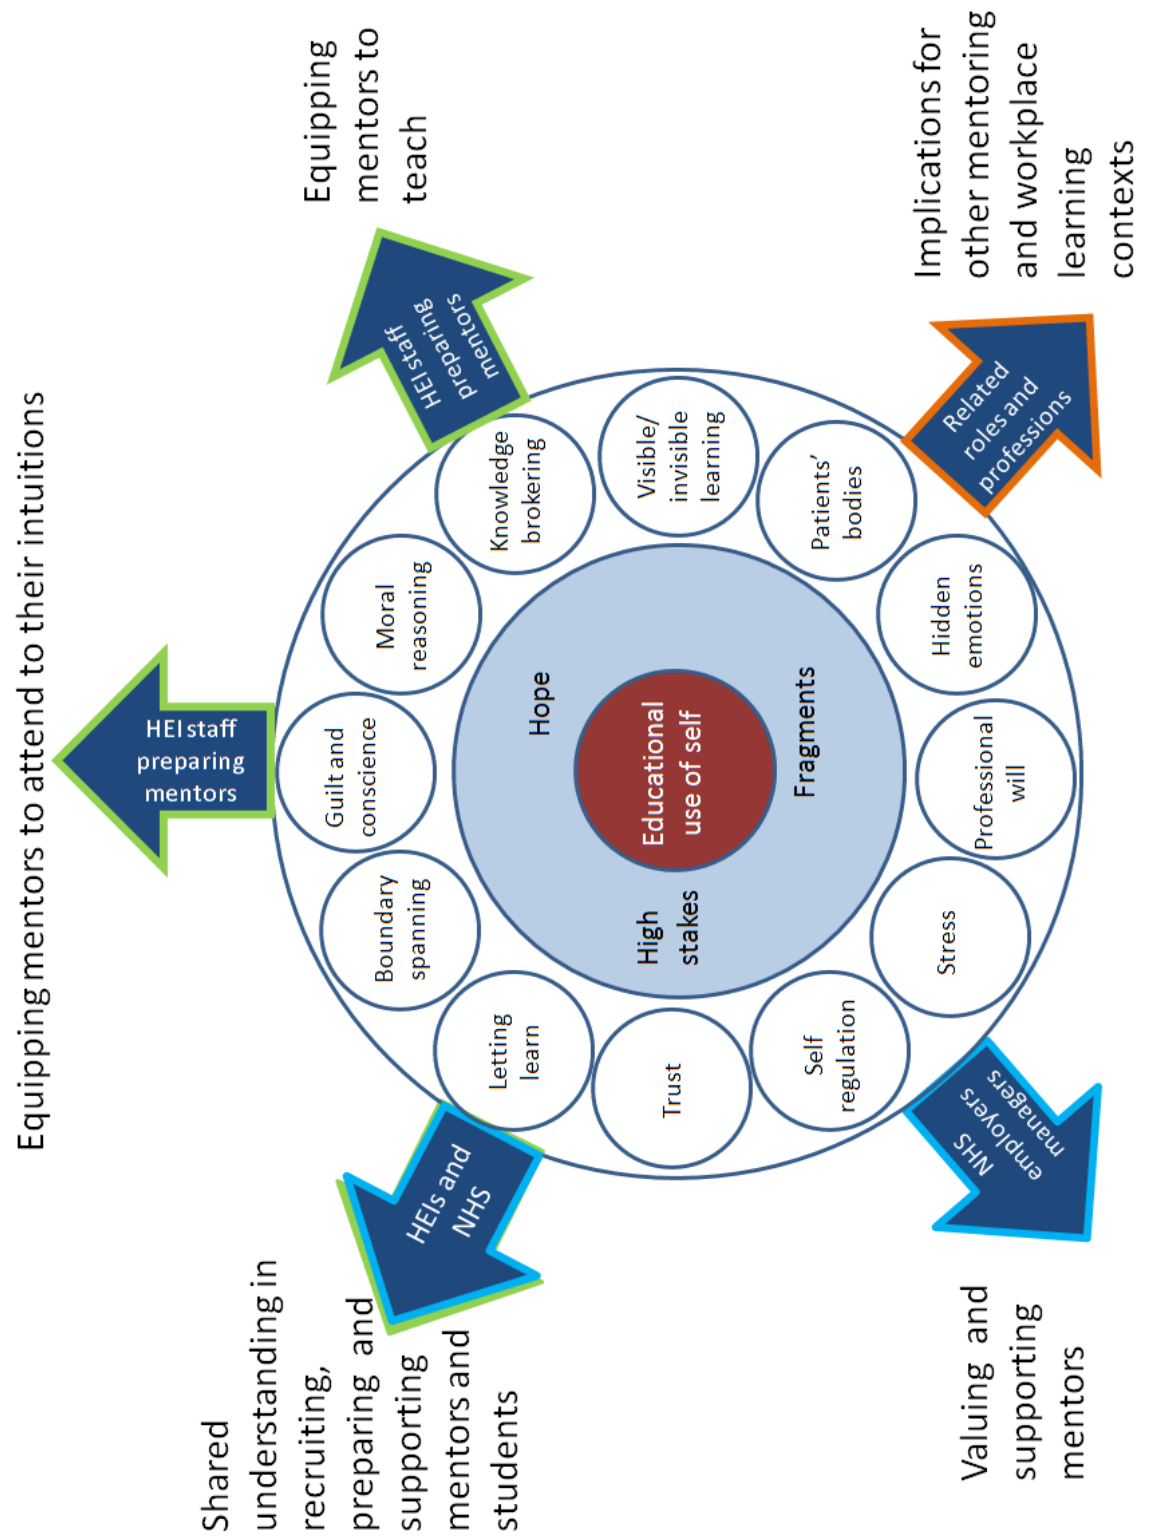 Equipping mentors to attend to their intuitions
HEI staff
preparing
mentors
Shared
understanding in
recruiting,
preparing and
supporting
mentors and
students
HEIs and
NHS
Equipping
mentors to
teach
HEI staff
preparing
mentors
Guilt and
conscience
Moral
reasoning
Knowledge
brokering
Visible/
invisible
learning
Patients’
bodies
Hidden
emotions
Professional
will
Stress
Self
regulation
Trust
Letting
learn
Boundary
spanning
Hope
High
stakes
Fragments
Educational
use of self
NHS
employers
managers
Valuing and
supporting
mentors
Related
roles and
professions
Implications for
other mentoring
and workplace
learning
contexts